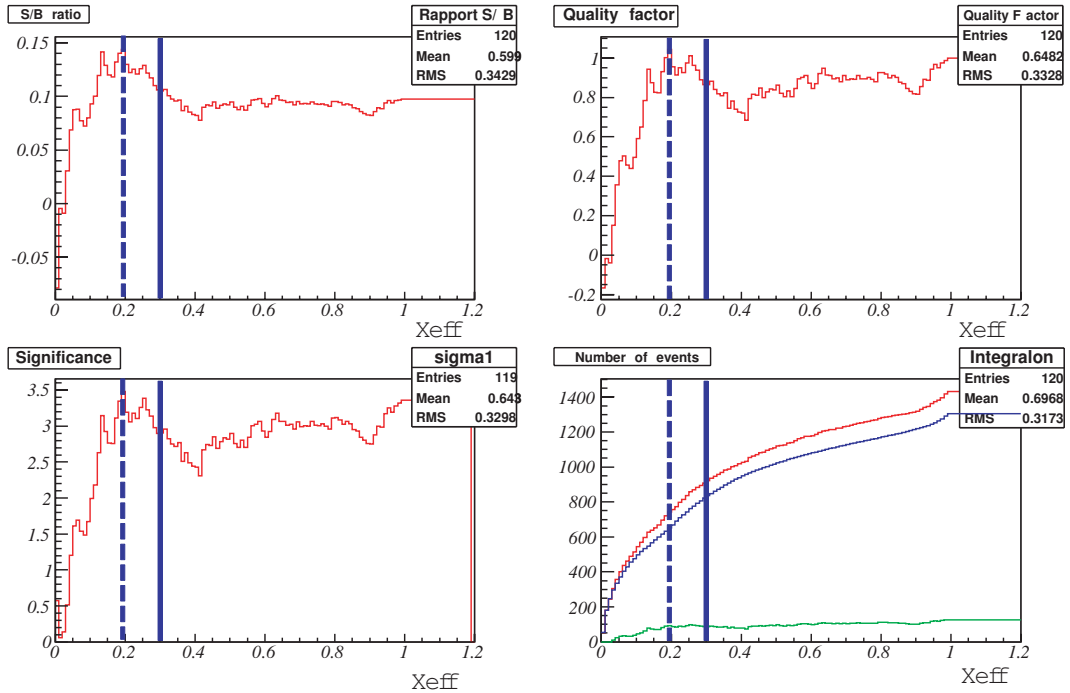 S/B ratio
Rapport S/ B
Entries 120
Mean 0.599
RMS 0.3429
0.15
0.1
0.05
0
-0.05
0 0.2 0.4 0.6 0.8 1 1.2
Xeff
Quality factor
Quality F actor
Entries 120
Mean 0.6482
RMS 0.3328
1
0.8
0.6
0.4
0.2
0
-0.2
0 0.2 0.4 0.6 0.8 1 1.2
Xeff
Significance
sigma1
Entries 119
Mean 0.643
RMS 0.3298
3.5
3
2.5
2
1.5
1
0.5
0
0 0.2 0.4 0.6 0.8 1 1.2
Xeff
Number of events
Integralon
Entries 120
Mean 0.6968
RMS 0.3173
1400
1200
1000
800
600
400
200
0
0 0.2 0.4 0.6 0.8 1 1.2
Xeff